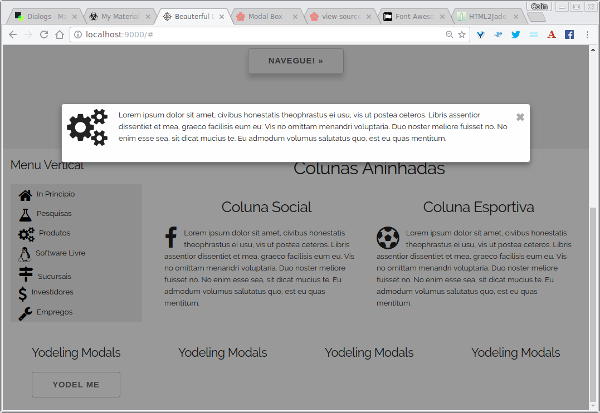 Cain
Dialogs - Ma
My Material
Beauterful L
Modal Box
view-source
Font Aweso
HTML2Jade
localhost:9000/#
NAVEGUE! »
Lorem ipsum dolor sit amet, civibus honestatis theophrastus ei usu, vis ut postea ceteros. Libris assentior
dissentiet et mea, graeco facilisis eum eu. Vis no omittam menandri voluptaria. Duo noster meliore fuisset no. No
enim esse sea, sit dicat mucius te. Eu admodum volumus salutatus quo, est eu quas mentitum.
Menu Vertical
In Principio
Pesquisas
Produtos
Software Livre
Sucursais
Investidores
Empregos
Colunas Aninhadas
Coluna Social
Lorem ipsum dolor sit amet, civibus honestatis
theophrastus ei usu, vis ut postea ceteros. Libris
assentior dissentiet et mea, graeco facilisis eum eu. Vis
no omittam menandri voluptaria. Duo noster meliore
fuisset no. No enim esse sea, sit dicat mucius te. Eu
admodum volumus salutatus quo, est eu quas
mentitum.
Coluna Esportiva
Lorem ipsum dolor sit amet, civibus honestatis
theophrastus ei usu, vis ut postea ceteros. Libris
assentior dissentiet et mea, graeco facilisis eum eu. Vis
no omittam menandri voluptaria. Duo noster meliore
fuisset no. No enim esse sea, sit dicat mucius te. Eu
admodum volumus salutatus quo, est eu quas
mentitum.
Yodeling Modals
Yodeling Modals
Yodeling Modals
Yodeling Modals
YODEL ME